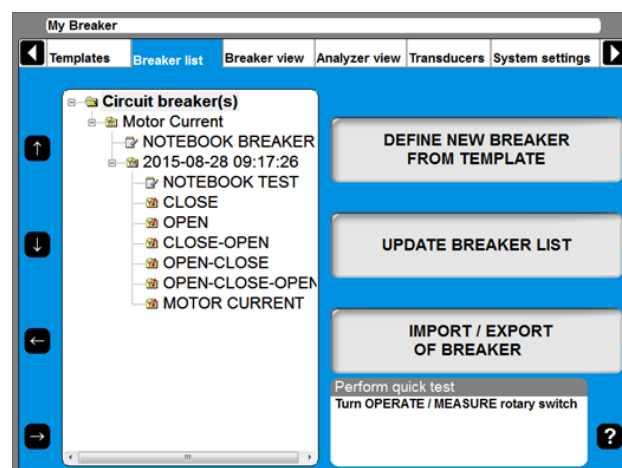 My Breaker
Templates Breaker list Breaker view Analyzer view Transducers System settings
Circuit breaker(s)
Motor Current
NOTEBOOK BREAKER
2015-08-28 09:17:26
NOTEBOOK TEST
CLOSE
OPEN
CLOSE-OPEN
OPEN-CLOSE
OPEN-CLOSE-OPEN
MOTOR CURRENT
DEFINE NEW BREAKER
FROM TEMPLATE
UPDATE BREAKER LIST
IMPORT / EXPORT
OF BREAKER
Perform quick test
Turn OPERATE / MEASURE rotary switch
?